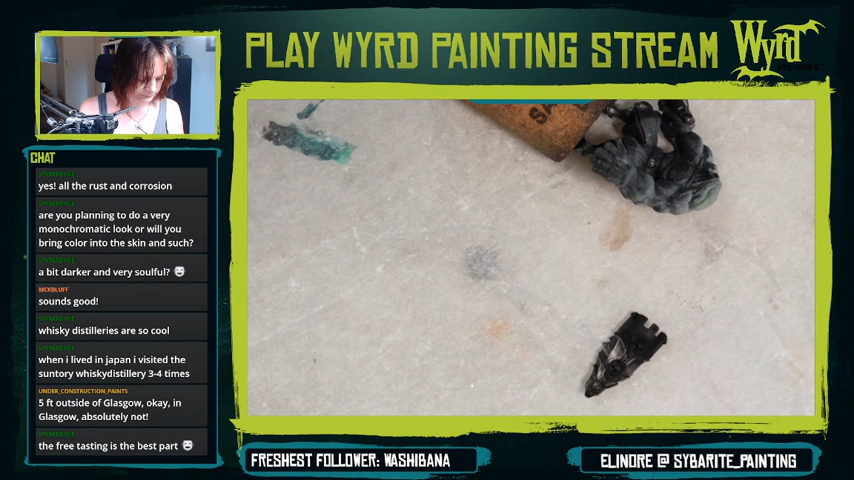 PLAY WYRD PAINTING STREAM
Wyrd
CHAT
yes! all the rust and corrosion
are you planning to do a very
monochromatic look or will you
bring color into the skin and such?
a bit darker and very soulful?
MCKBLUFF
sounds good!
whisky distilleries are so cool
when i lived in japan i visited the
suntory whiskydistillery 3-4 times
UNDER_CONSTRUCTION_PAINTS
5 ft outside of Glasgow, okay, in
Glasgow, absolutely not!
the free tasting is the best part
FRESHEST FOLLOWER: WASHIBANA
ELINORE @ SYBARITE_PAINTING